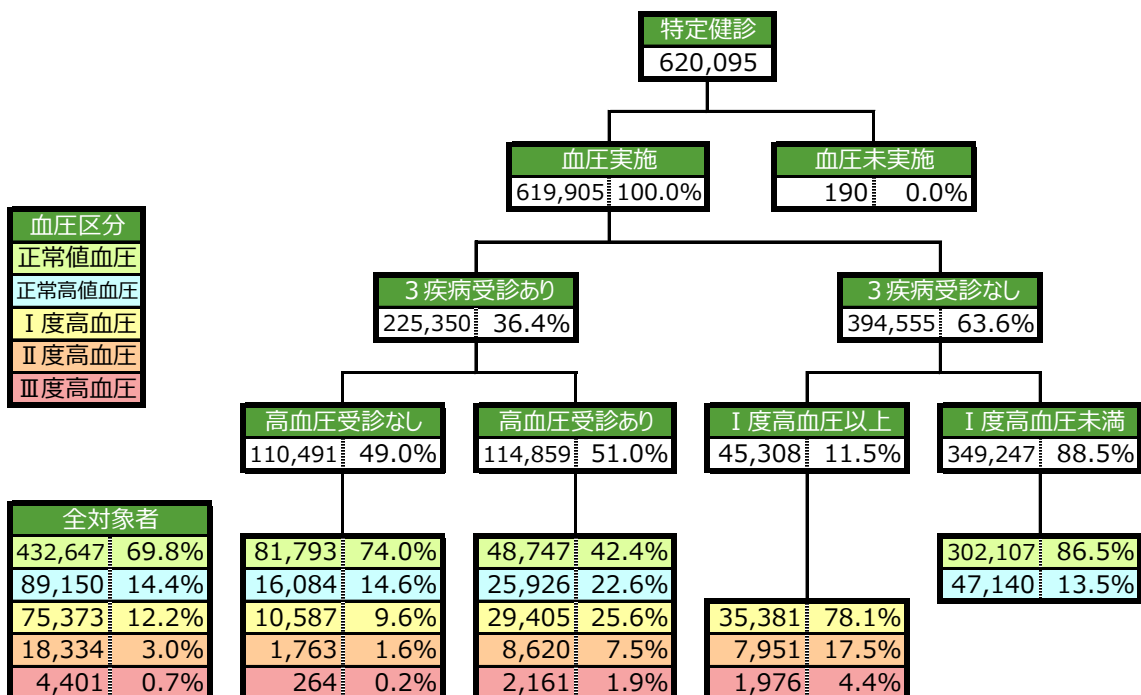 特定健診
620,095
血圧実施
619,905 100.0%
血圧未実施
190 0.0%
血圧区分
正常値血圧
正常高値血圧
Ⅰ度高血圧
Ⅱ度高血圧
Ⅲ度高血圧
3疾病受診あり
225,350 36.4%
3疾病受診なし
394,555 63.6%
高血圧受診なし
110,491 49.0%
高血圧受診あり
114,859 51.0%
Ⅰ度高血圧以上
45,308 11.5%
Ⅰ度高血圧未満
349,247 88.5%
全対象者
432,647 69.8%
89,150 14.4%
75,373 12.2%
18,334 3.0%
4,401 0.7%
81,793 74.0%
16,084 14.6%
10,587 9.6%
1,763 1.6%
264 0.2%
48,747 42.4%
25,926 22.6%
29,405 25.6%
8,620 7.5%
2,161 1.9%
35,381 78.1%
7,951 17.5%
1,976 4.4%
302,107 86.5%
47,140 13.5%